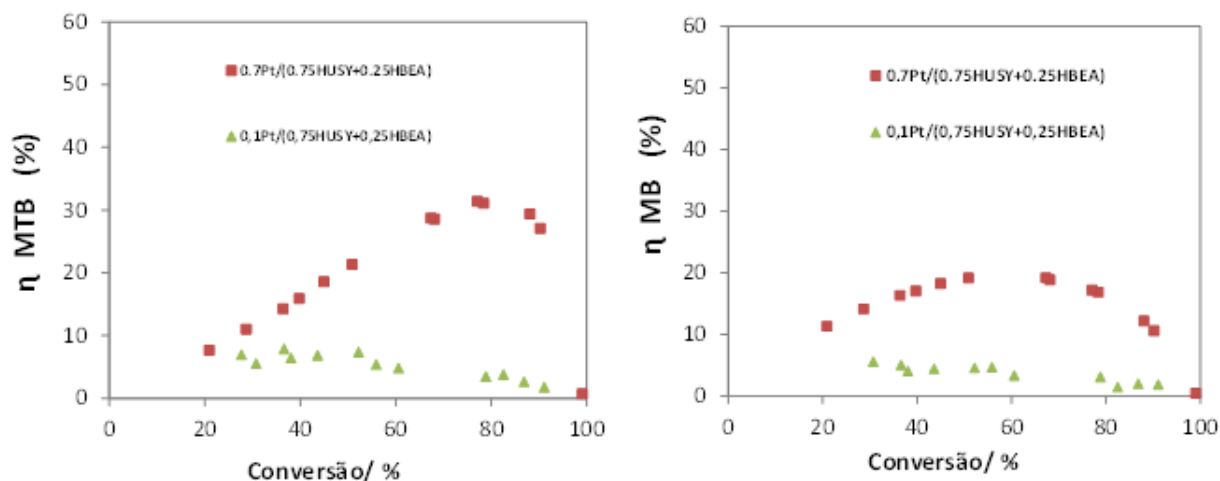 60
50
40
30
20
10
0
η MTB (%)
0.7Pt/(0.75HUSY+0.25HBEA)
0,1Pt/(0,75HUSY+0,25HBEA)
0 20 40 60 80 100
Conversão/ %
60
50
40
30
20
10
0
η MB (%)
0.7Pt/(0.75HUSY+0.25HBEA)
0,1Pt/(0,75HUSY+0,25HBEA)
0 20 40 60 80 100
Conversão/ %